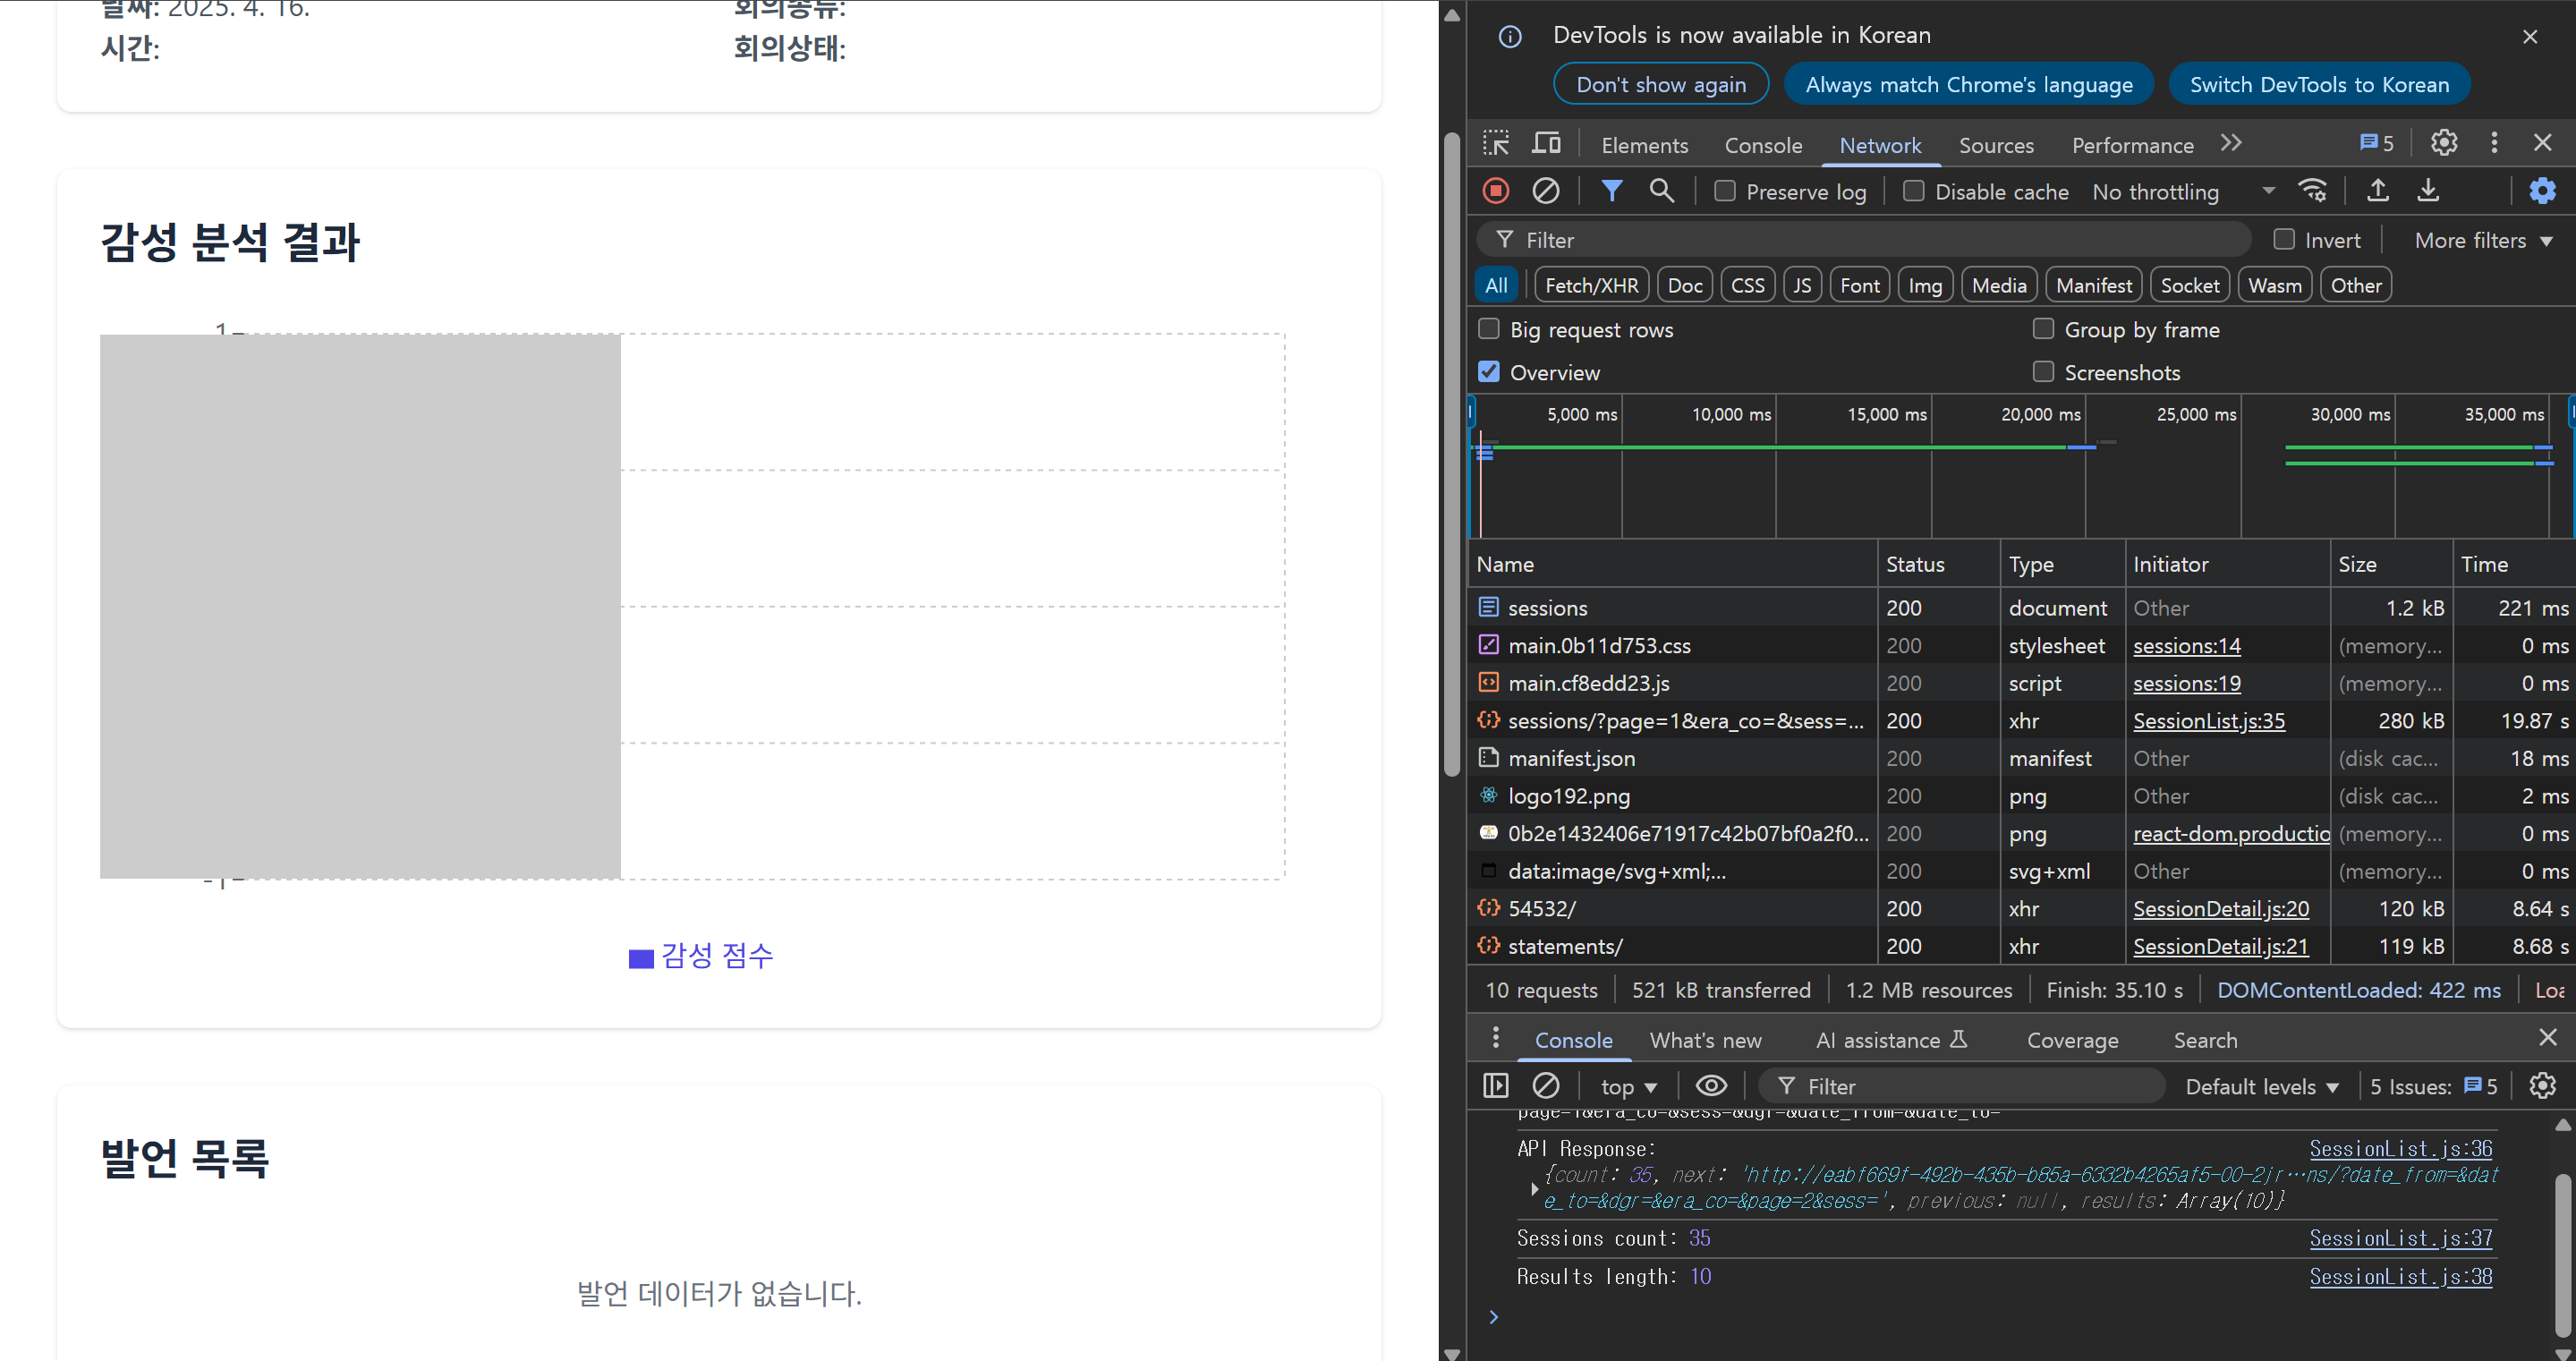 날짜: 2025. 4. 16.
회의종류:
시간:
회의상태:
감성 분석 결과
1
-1
감성 점수
발언 목록
발언 데이터가 없습니다.
DevTools is now available in Korean
Don't show again
Always match Chrome's language
Switch DevTools to Korean
Elements
Console
Network
Sources
Performance
5
Preserve log
Disable cache
No throttling
Filter
Invert
More filters
All
Fetch/XHR
Doc
CSS
JS
Font
Img
Media
Manifest
Socket
Wasm
Other
Big request rows
Group by frame
Overview
Screenshots
5,000 ms
10,000 ms
15,000 ms
20,000 ms
25,000 ms
30,000 ms
35,000 ms
Name Status Type Initiator Size Time
sessions 200 document Other 1.2 kB 221 ms
main.0b11d753.css 200 stylesheet sessions:14 (memory... 0 ms
main.cf8edd23.js 200 script sessions:19 (memory... 0 ms
sessions/?page=1&era_co=&sess=... 200 xhr SessionList.js:35 280 kB 19.87 s
manifest.json 200 manifest Other (disk cac... 18 ms
logo192.png 200 png Other (disk cac... 2 ms
0b2e1432406e71917c42b07bf0a2f0... 200 png react-dom.productio (memory... 0 ms
data:image/svg+xml;... 200 svg+xml Other (memory... 0 ms
54532/ 200 xhr SessionDetail.js:20 120 kB 8.64 s
statements/ 200 xhr SessionDetail.js:21 119 kB 8.68 s
10 requests
521 kB transferred
1.2 MB resources
Finish: 35.10 s
DOMContentLoaded: 422 ms
Loa
Console
What's new
AI assistance
Coverage
Search
top
Filter
Default levels
5 Issues:
5
page=1&era_co=&sess=&dgr=&date_from=&date_to=
API Response: SessionList.js:36
{count: 35, next: 'http://eabf669f-492b-435b-b85a-6332b4265af5-00-2jr…ns/?date_from=&dat
e_to=&dgr=&era_co=&page=2&sess=', previous: null, results: Array(10)}
Sessions count: 35 SessionList.js:37
Results length: 10 SessionList.js:38